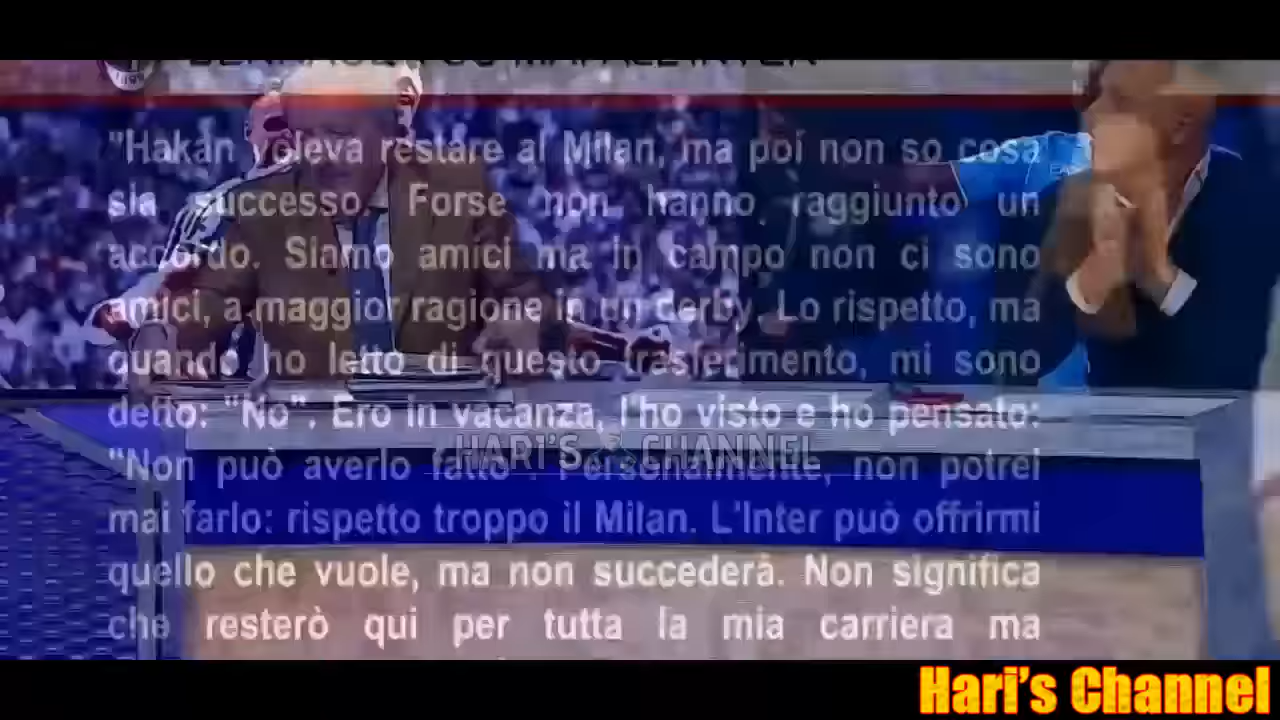 "Hakan voleva restare al Milan, ma poi non so cosa
sia successo. Forse non hanno raggiunto un
accordo. Siamo amici ma in campo non ci sono
amici, a maggior ragione in un derby. Lo rispetto, ma
quando ho letto di questo trasferimento, mi sono
detto: "No". Ero in vacanza, l'ho visto e ho pensato:
"Non può averlo fatto". Personalmente, non potrei
mai farlo: rispetto troppo il Milan. L'Inter può offrirmi
quello che vuole, ma non succederà. Non significa
che resterò qui per tutta la mia carriera ma
HARI'S CHANNEL
Hari's Channel